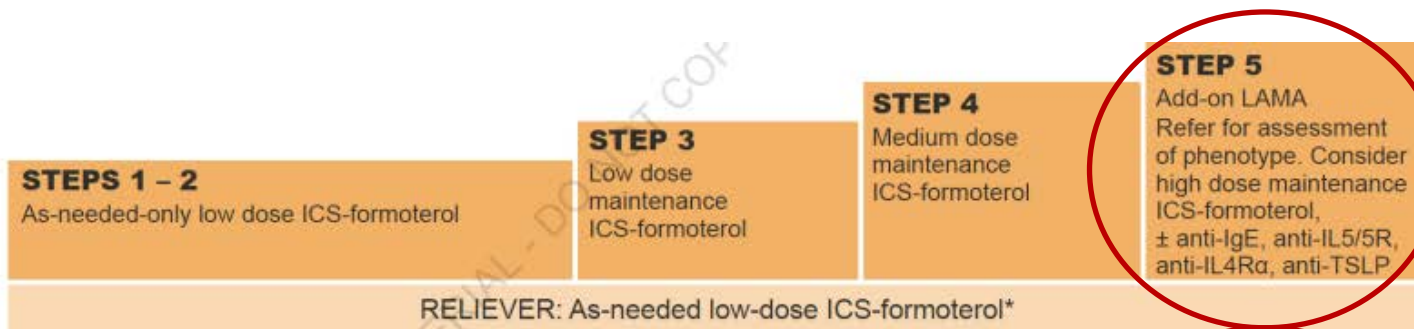 STEPS 1 – 2
As-needed-only low dose ICS-formoterol
STEP 3
Low dose
maintenance
ICS-formoterol
STEP 4
Medium dose
maintenance
ICS-formoterol
STEP 5
Add-on LAMA
Refer for assessment
of phenotype. Consider
high dose maintenance
ICS-formoterol,
± anti-IgE, anti-IL5/5R,
anti-IL4Rα, anti-TSLP
RELIEVER: As-needed low-dose ICS-formoterol*